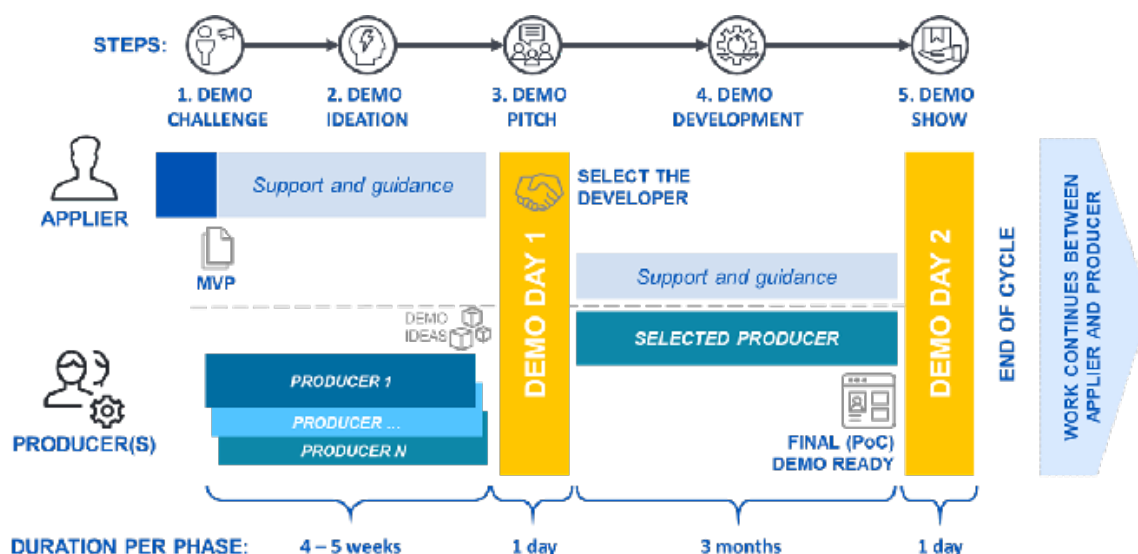 STEPS:
1. DEMO
CHALLENGE
2. DEMO
IDEATION
3. DEMO
PITCH
4. DEMO
DEVELOPMENT
5. DEMO
SHOW
APPLIER
Support and guidance
MVP
DEMO DAY 1
SELECT THE
DEVELOPER
Support and guidance
DEMO
IDEAS
SELECTED PRODUCER
PRODUCER(S)
PRODUCER 1
PRODUCER ...
PRODUCER N
FINAL (PoC)
DEMO READY
DEMO DAY 2
END OF CYCLE
WORK CONTINUES BETWEEN
APPLIER AND PRODUCER
DURATION PER PHASE:
4 – 5 weeks
1 day
3 months
1 day